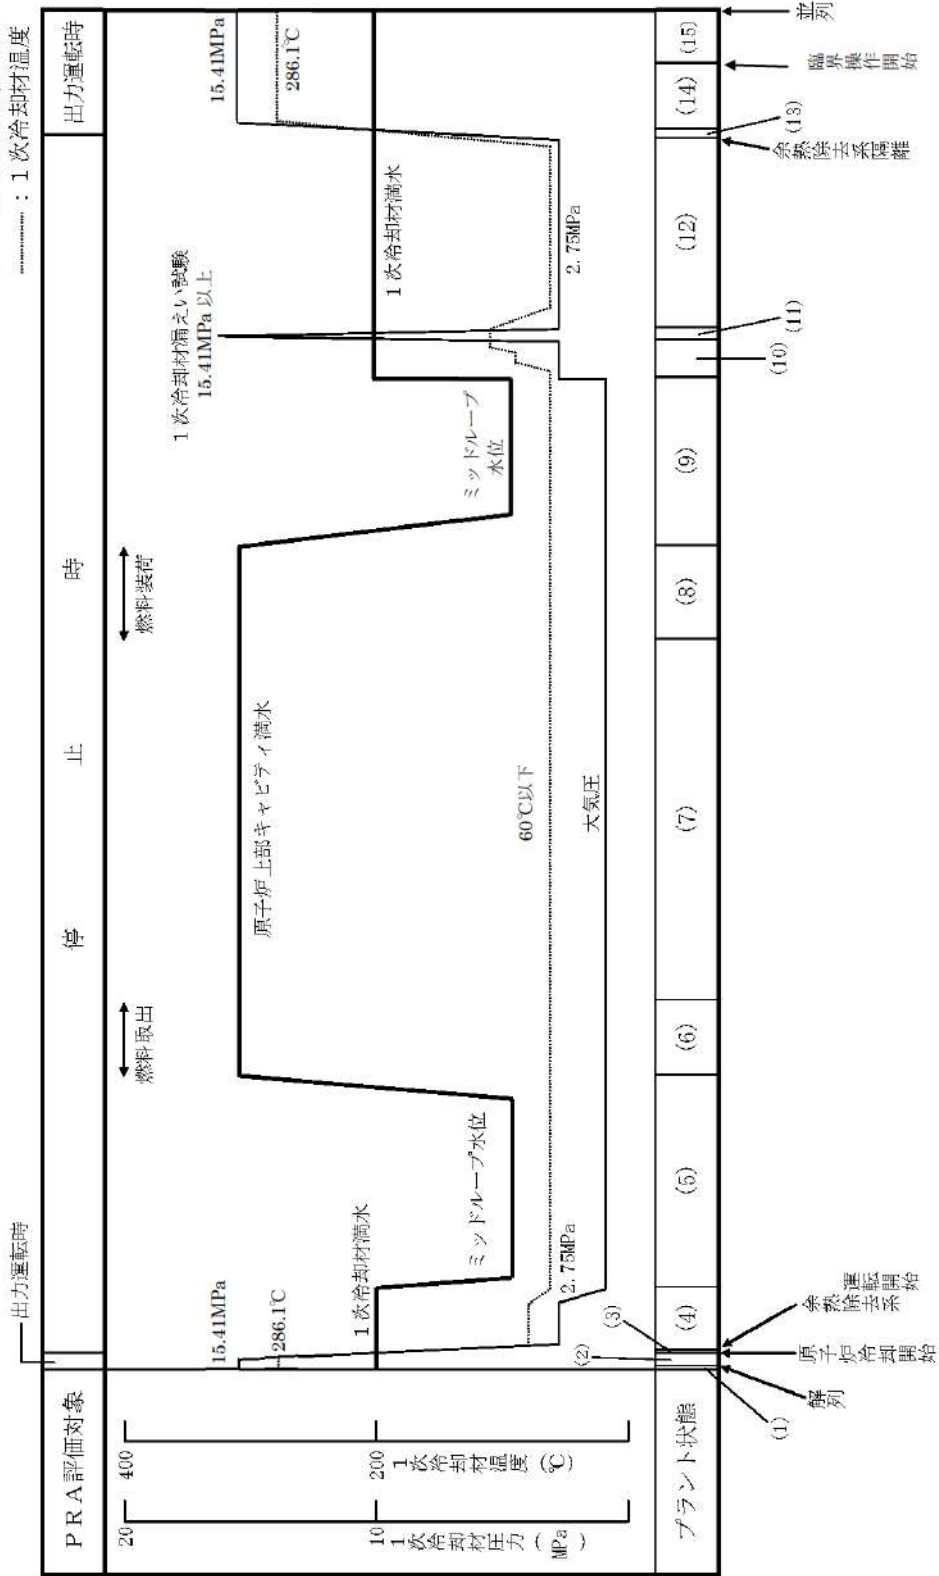 ………… : 1次冷却材温度
PRA評価対象
出力運転時
停止時
出力運転時
燃料取出
燃料装荷
20
10
1次冷却材圧力(MPa)
400
200
1次冷却材温度(℃)
15.41MPa
286.1℃
1次冷却材満水
ミッドループ水位
2.75MPa
原子炉上部キャビティ満水
60℃以下
大気圧
ミッドループ
水位
1次冷却材漏えい試験
15.41MPa以上
1次冷却材満水
2.75MPa
15.41MPa
286.1℃
プラント状態
(1)
(2)
(3)
(4)
(5)
(6)
(7)
(8)
(9)
(10)
(11)
(12)
(13)
(14)
(15)
解列
原子炉冷却開始
余熱除去系
運転開始
余熱除去系隔離
臨界操作開始
並列